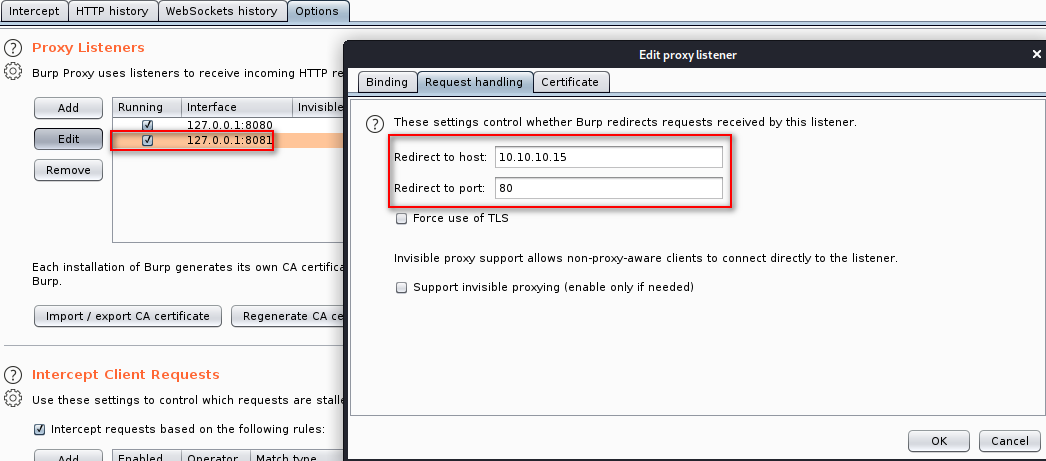 Intercept HTTP history WebSockets history Options
Proxy Listeners
Burp Proxy uses listeners to receive incoming HTTP re
Add
Edit
Remove
Running Interface Invisible
127.0.0.1:8080
127.0.0.1:8081
Each installation of Burp generates its own CA certifica
Burp.
Import / export CA certificate Regenerate CA ce
Intercept Client Requests
Use these settings to control which requests are stalle
Intercept requests based on the following rules:
Add
Enabled Operator Match type
Edit proxy listener
Binding Request handling Certificate
These settings control whether Burp redirects requests received by this listener.
Redirect to host: 10.10.10.15
Redirect to port: 80
Force use of TLS
Invisible proxy support allows non-proxy-aware clients to connect directly to the listener.
Support invisible proxying (enable only if needed)
OK Cancel